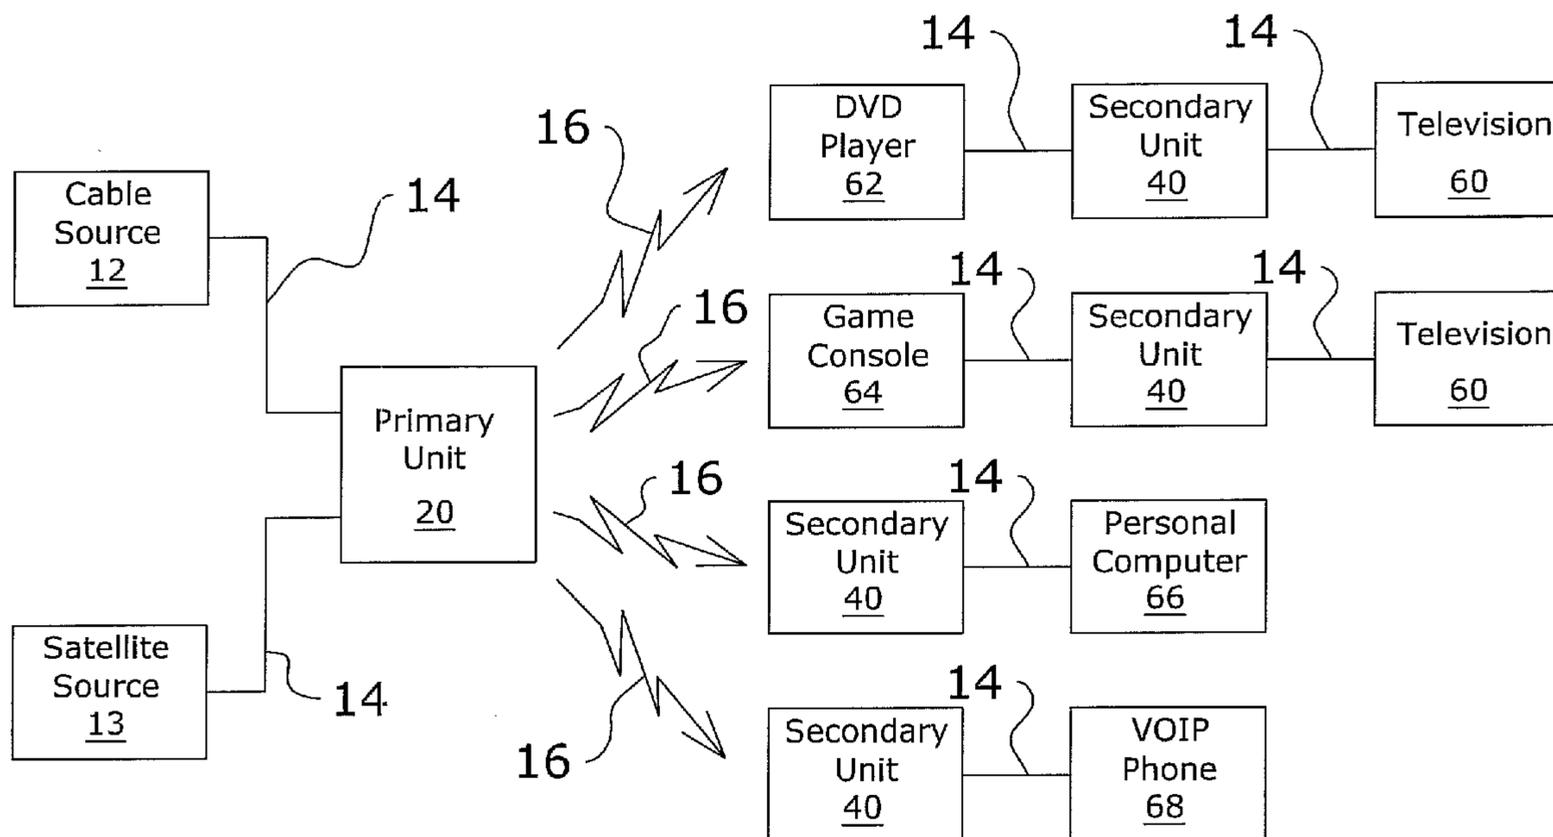 14
14
DVD
Player
62
Secondary
Unit
40
Television
60
16
Cable
Source
12
14
14
14
16
Game
Console
64
Secondary
Unit
40
Television
60
Primary
Unit
20
16
14
Secondary
Unit
40
Personal
Computer
66
Satellite
Source
13
14
16
14
Secondary
Unit
40
VOIP
Phone
68